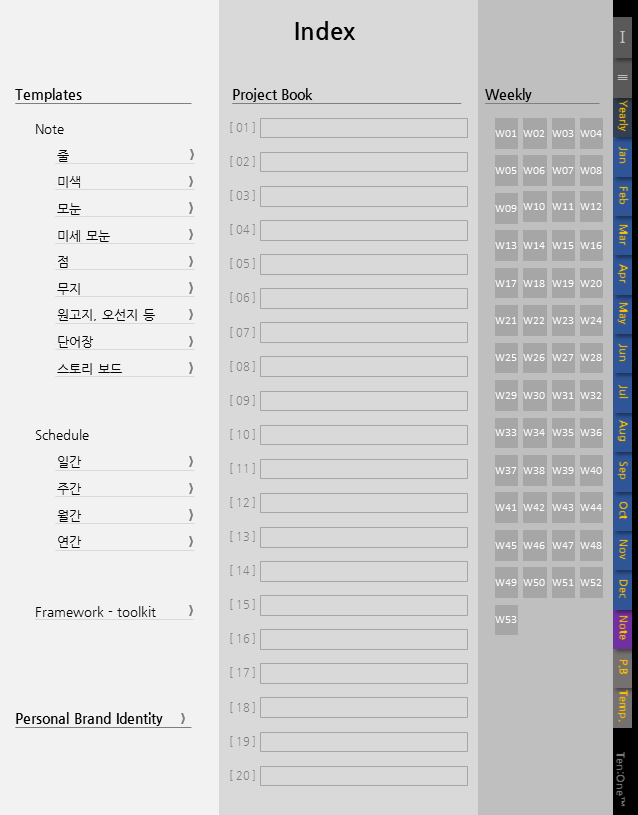 Index
Templates
Note
줄
미색
모눈
미세 모눈
점
무지
원고지, 오선지 등
단어장
스토리 보드
Schedule
일간
주간
월간
연간
Framework - toolkit
Personal Brand Identity
Project Book
[ 01 ]
[ 02 ]
[ 03 ]
[ 04 ]
[ 05 ]
[ 06 ]
[ 07 ]
[ 08 ]
[ 09 ]
[ 10 ]
[ 11 ]
[ 12 ]
[ 13 ]
[ 14 ]
[ 15 ]
[ 16 ]
[ 17 ]
[ 18 ]
[ 19 ]
[ 20 ]
Weekly
W01 W02 W03 W04
W05 W06 W07 W08
W09 W10 W11 W12
W13 W14 W15 W16
W17 W18 W19 W20
W21 W22 W23 W24
W25 W26 W27 W28
W29 W30 W31 W32
W33 W34 W35 W36
W37 W38 W39 W40
W41 W42 W43 W44
W45 W46 W47 W48
W49 W50 W51 W52
W53
I
Yearly
Jan
Feb
Mar
Apr
May
Jun
Jul
Aug
Sep
Oct
Nov
Dec
Note
P.B
Temp.
Ten:One™